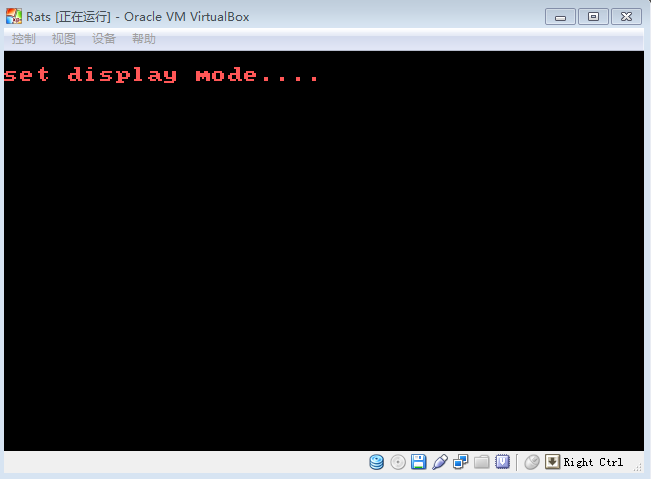 Rats [正在运行] - Oracle VM VirtualBox
控制 视图 设备 帮助
set display mode....
Right Ctrl